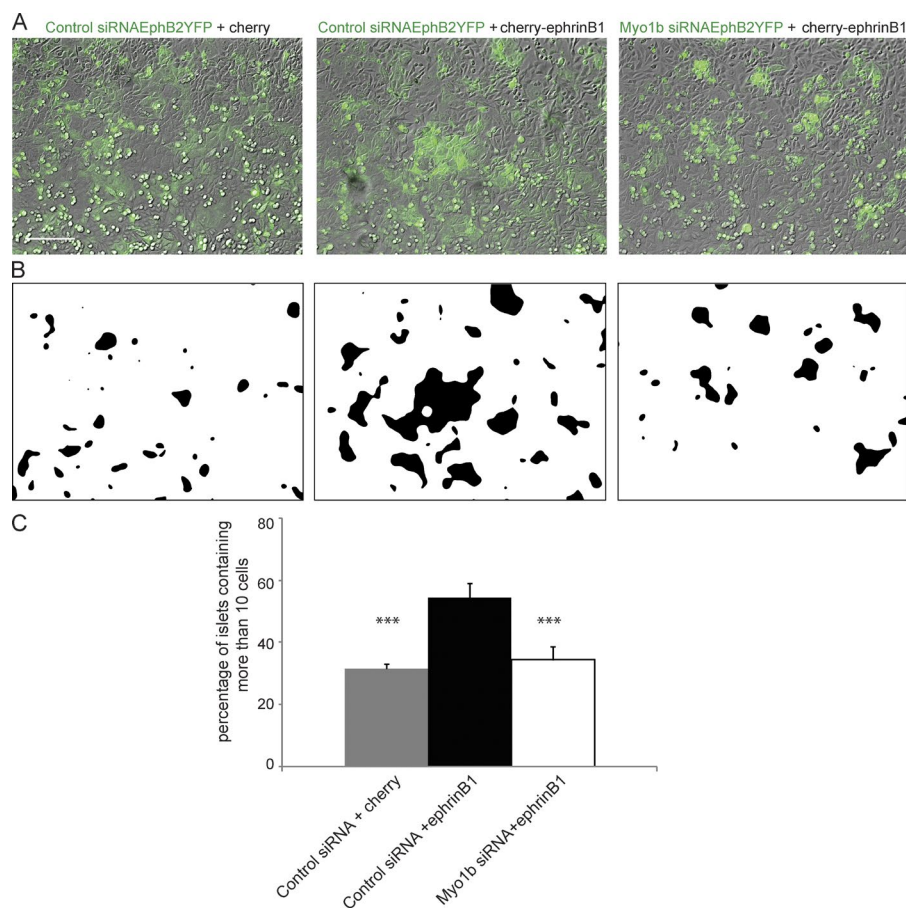 A
Control siRNAEphB2YFP + cherry
Control siRNAEphB2YFP + cherry-ephrinB1
Myo1b siRNAEphB2YFP + cherry-ephrinB1
B
C
percentage of islets containing
more than 10 cells
80
60
40
20
0
***
***
Control siRNA + cherry
Control siRNA +ephrinB1
Myo1b siRNA+ephrinB1